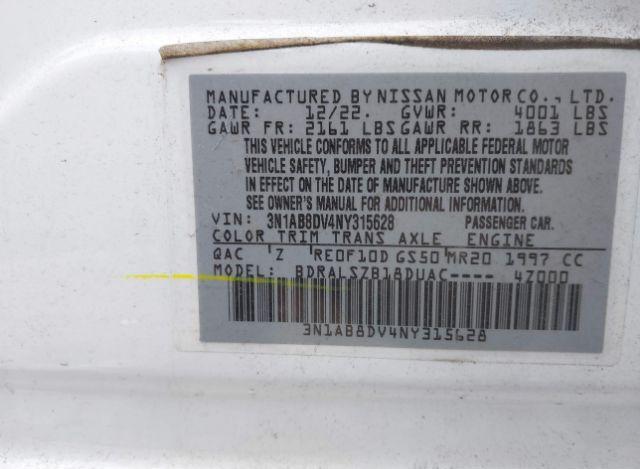 MANUFACTURED BY NISSAN MOTOR CO., LTD.
DATE: 12/22. GVWR: 4001 LBS
GAWR FR: 2161 LBS GAWR RR: 1863 LBS
THIS VEHICLE CONFORMS TO ALL APPLICABLE FEDERAL MOTOR
VEHICLE SAFETY, BUMPER AND THEFT PREVENTION STANDARDS
IN EFFECT ON THE DATE OF MANUFACTURE SHOWN ABOVE.
SEE OWNER'S MANUAL FOR ADDITIONAL INFORMATION.
VIN: 3N1AB8DV4NY315628 PASSENGER CAR.
COLOR TRIM TRANS AXLE ENGINE
QAC Z RE0F10D GS50 MR20 1997 CC
MODEL: BDRALSZB18DUAC---- 4Z000
3N1AB8DV4NY315628